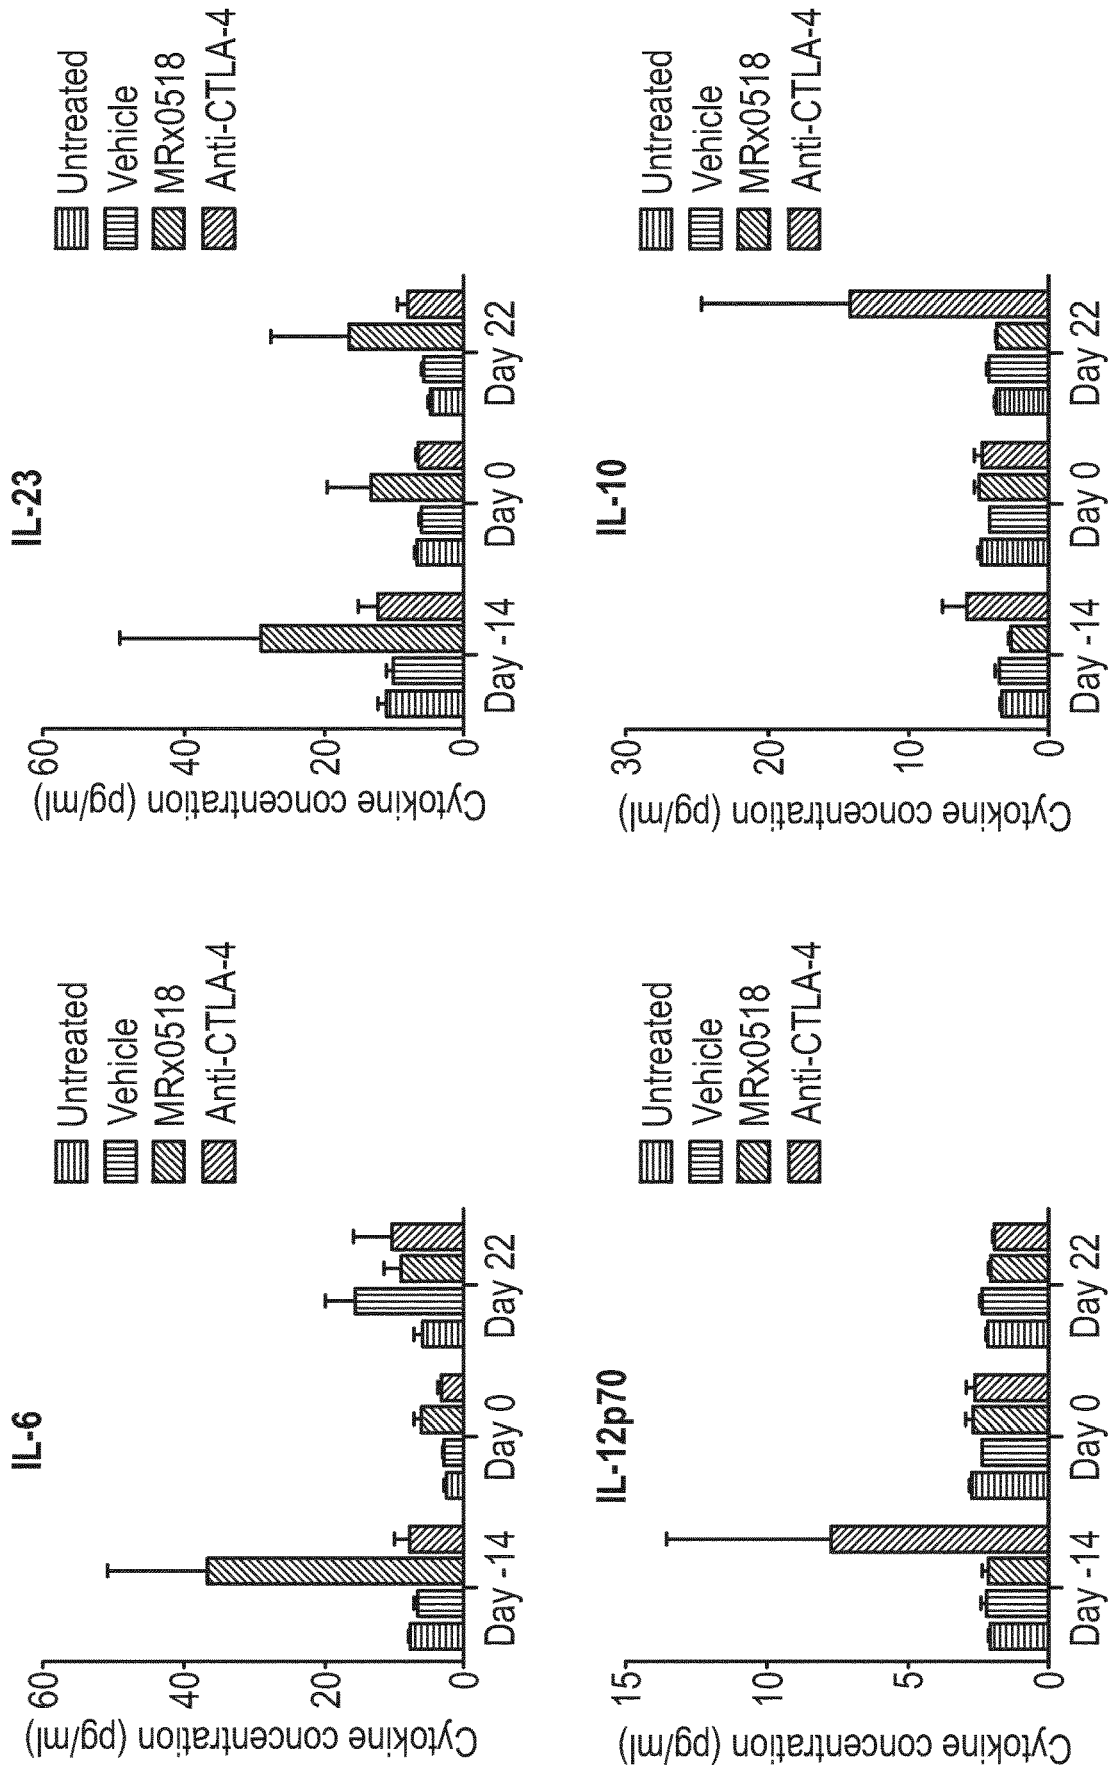 IL-6
Cytokine concentration (pg/ml)
60
40
20
0
Day -14
Day 0
Day 22
Untreated
Vehicle
MRx0518
Anti-CTLA-4
IL-23
Cytokine concentration (pg/ml)
60
40
20
0
Day -14
Day 0
Day 22
Untreated
Vehicle
MRx0518
Anti-CTLA-4
IL-12p70
Cytokine concentration (pg/ml)
15
10
5
0
Day -14
Day 0
Day 22
Untreated
Vehicle
MRx0518
Anti-CTLA-4
IL-10
Cytokine concentration (pg/ml)
30
20
10
0
Day -14
Day 0
Day 22
Untreated
Vehicle
MRx0518
Anti-CTLA-4